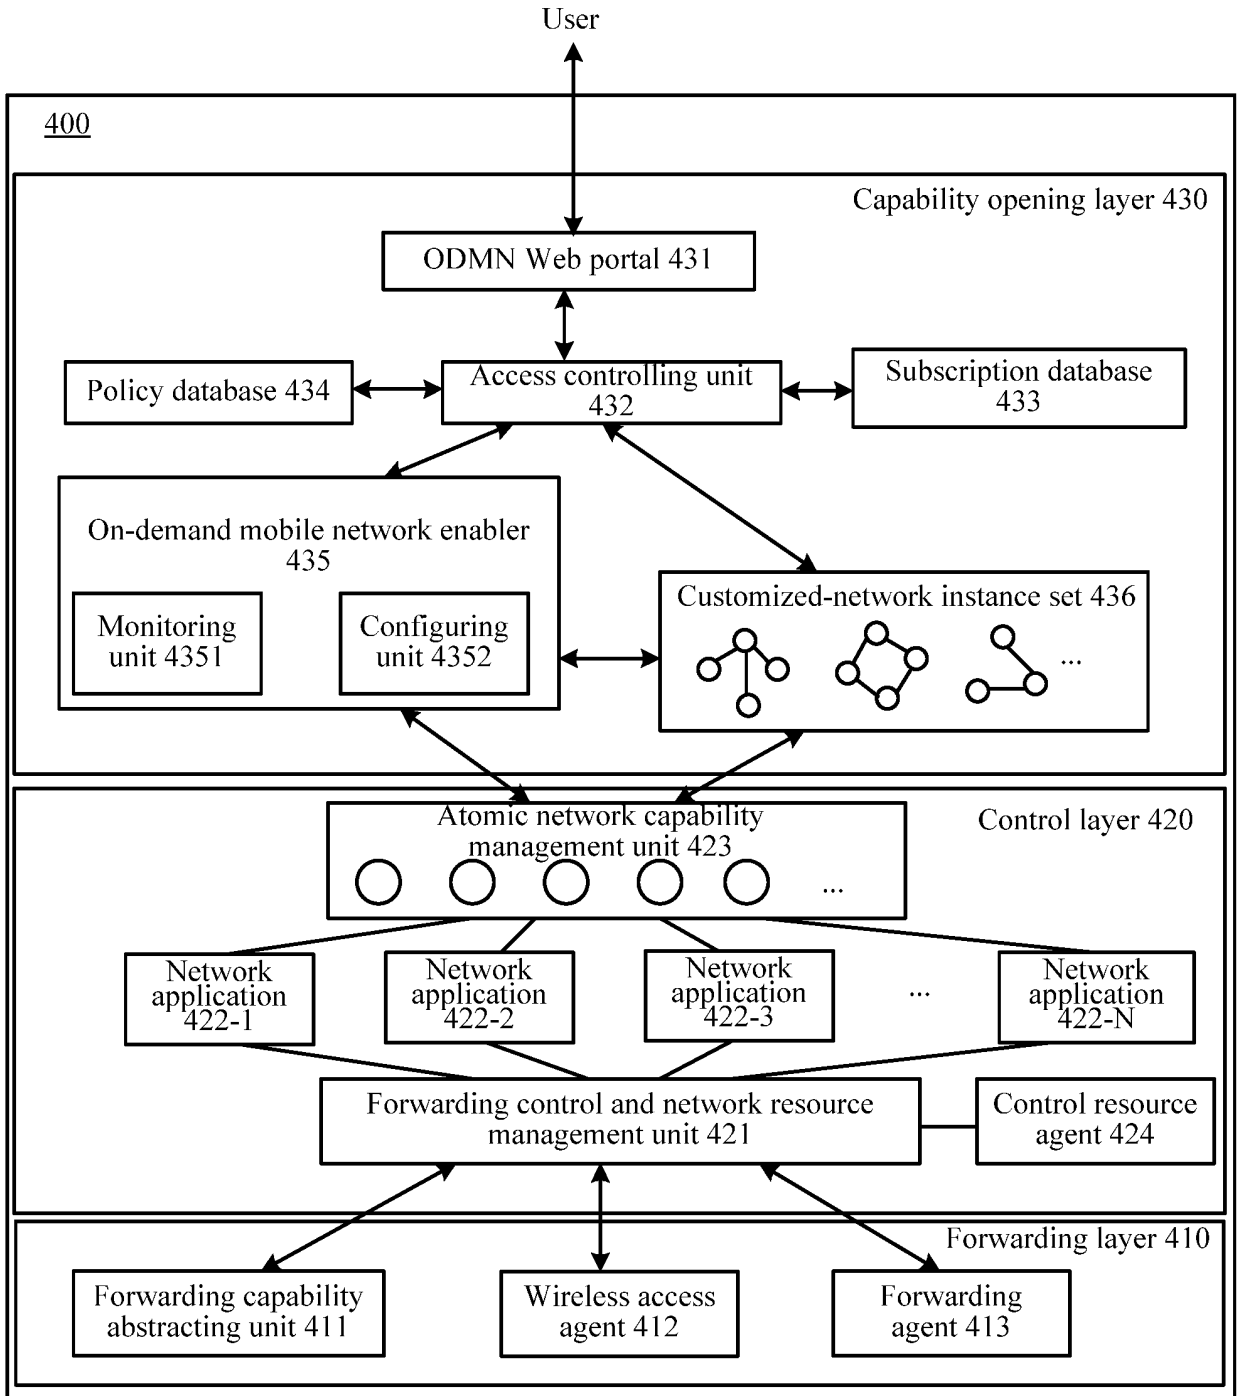 User
400
Capability opening layer 430
ODMN Web portal 431
Policy database 434
Access controlling unit
432
Subscription database
433
On-demand mobile network enabler
435
Monitoring
unit 4351
Configuring
unit 4352
Customized-network instance set 436
...
Atomic network capability
management unit 423
...
Control layer 420
Network
application
422-1
Network
application
422-2
Network
application
422-3
...
Network
application
422-N
Forwarding control and network resource
management unit 421
Control resource
agent 424
Forwarding layer 410
Forwarding capability
abstracting unit 411
Wireless access
agent 412
Forwarding
agent 413